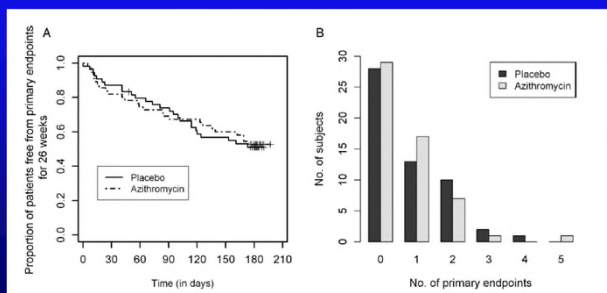 A
Proportion of patients free from primary endpoints
for 26 weeks
1.0
0.8
0.6
0.4
0.2
0.0
Placebo
Azithromycin
0 30 60 90 120 150 180 210
Time (in days)
B
No. of subjects
30
25
20
15
10
5
0
Placebo
Azithromycin
0 1 2 3 4 5
No. of primary endpoints